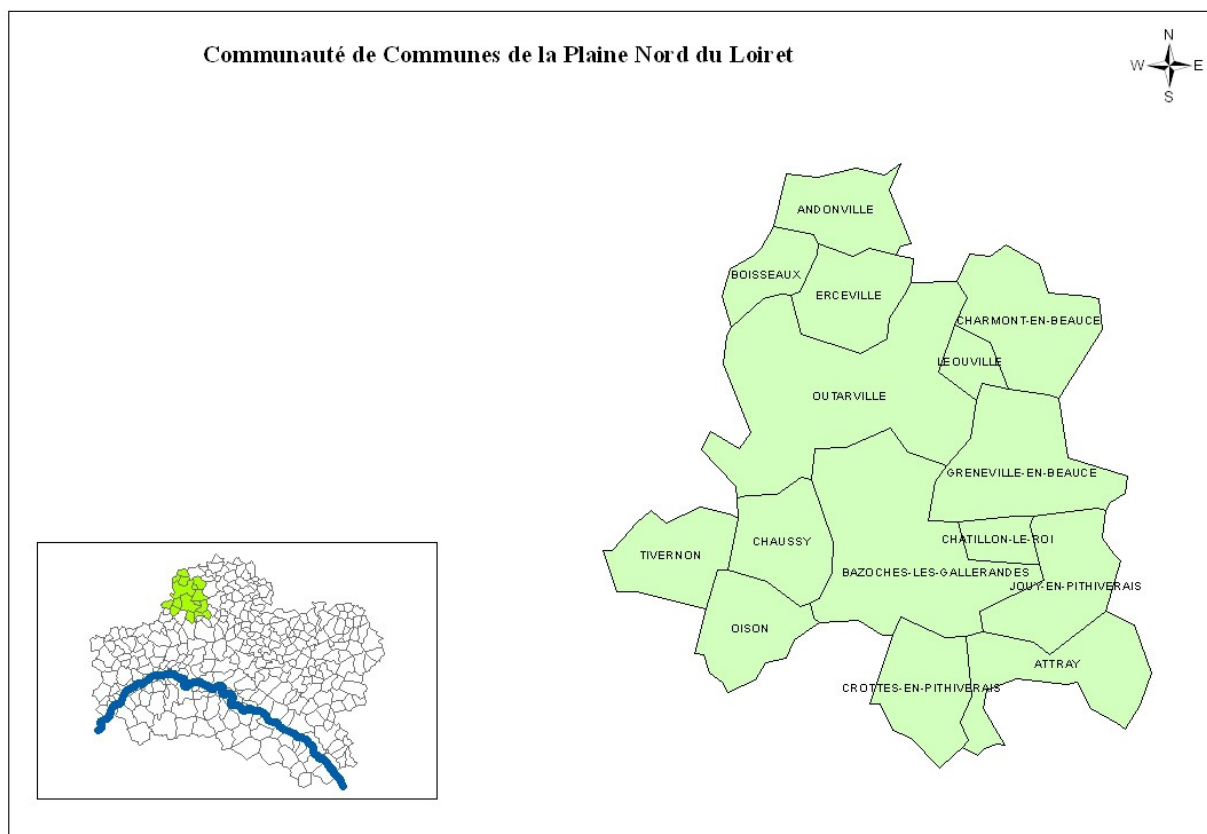 Communauté de Communes de la Plaine Nord du Loiret
N
W E
S
ANDONVILLE
BOISSEAUX
ERCEVILLE
CHARMONT-EN-BEAUCE
LEOUVILLE
OUTARVILLE
GRENEVILLE-EN-BEAUCE
CHATILLON-LE-ROI
CHAUSSY
TIVERNON
BAZOCHES-LES-GALLERANDES
JOUY-EN-PITHIVERAIS
OISON
ATTRAY
CROTTES-EN-PITHIVERAIS